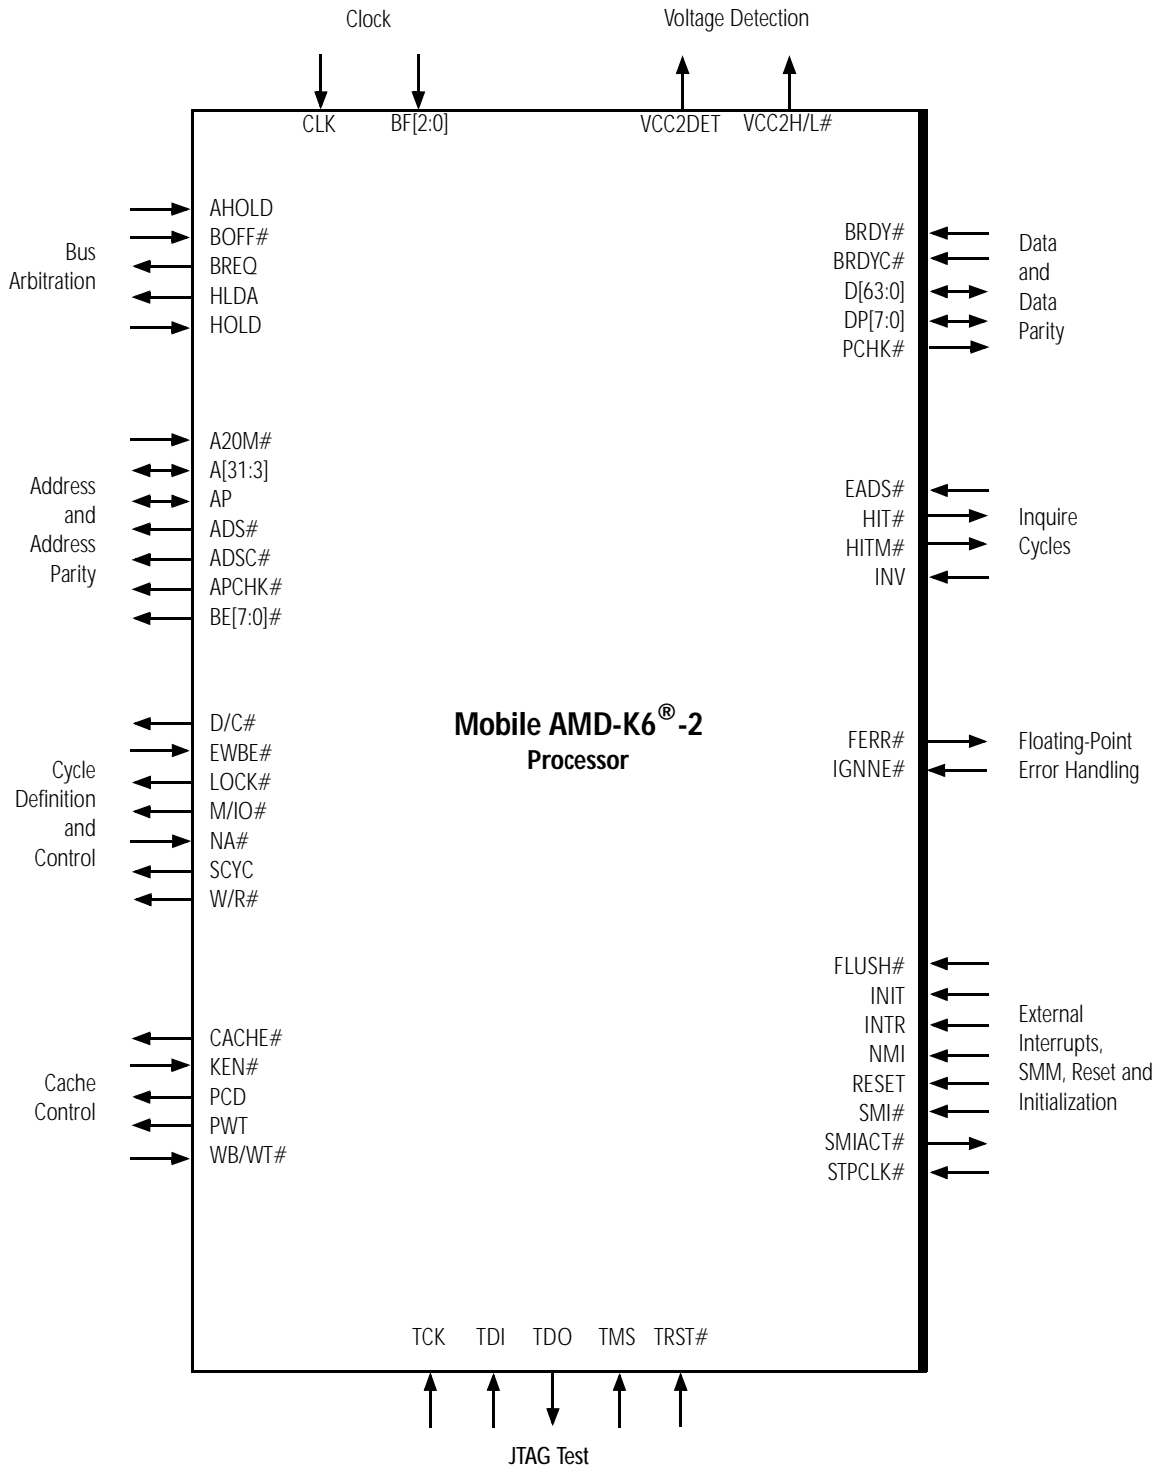 Clock
Voltage Detection
CLK
BF[2:0]
VCC2DET
VCC2H/L#
Bus
Arbitration
AHOLD
BOFF#
BREQ
HLDA
HOLD
BRDY#
BRDYC#
D[63:0]
DP[7:0]
PCHK#
Data
and
Data
Parity
Address
and
Address
Parity
A20M#
A[31:3]
AP
ADS#
ADSC#
APCHK#
BE[7:0]#
EADS#
HIT#
HITM#
INV
Inquire
Cycles
Cycle
Definition
and
Control
D/C#
EWBE#
LOCK#
M/IO#
NA#
SCYC
W/R#
Mobile AMD-K6®-2
Processor
FERR#
IGNNE#
Floating-Point
Error Handling
Cache
Control
CACHE#
KEN#
PCD
PWT
WB/WT#
FLUSH#
INIT
INTR
NMI
RESET
SMI#
SMIACT#
STPCLK#
External
Interrupts,
SMM, Reset and
Initialization
TCK
TDI
TDO
TMS
TRST#
JTAG Test